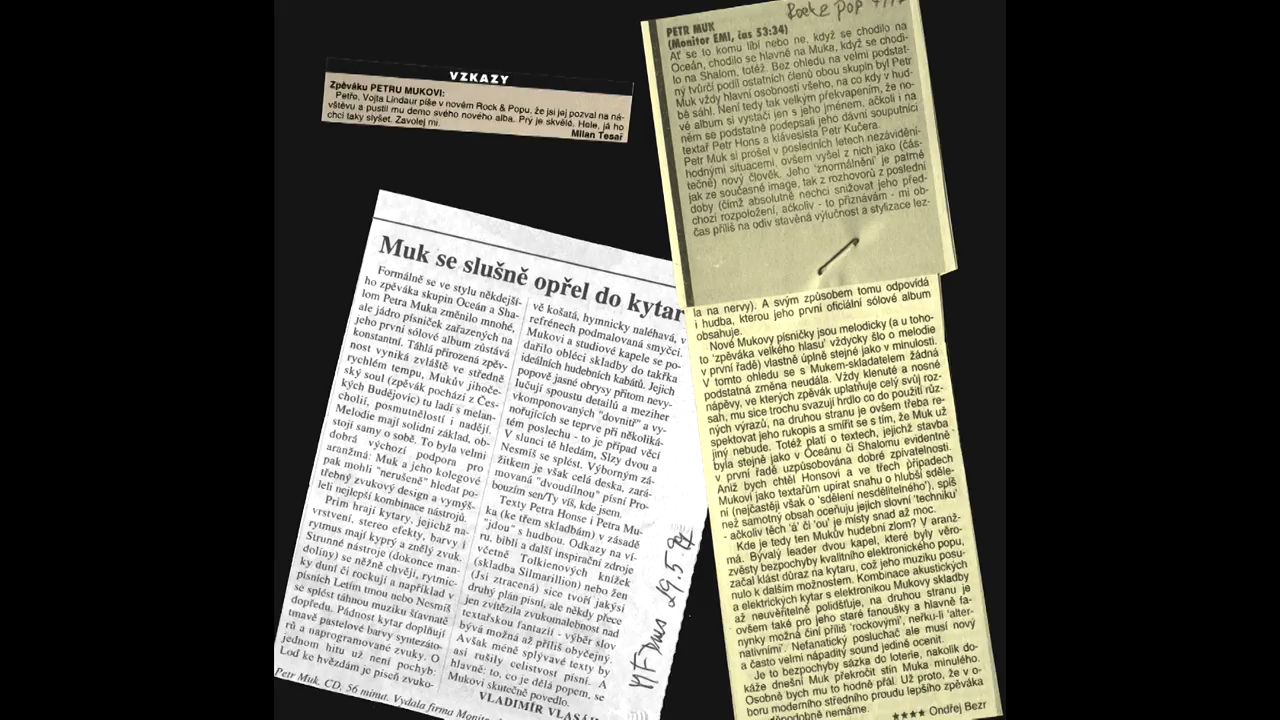 VZKAZY
Zpěváku PETRU MUKOVI:
Petře, Vojta Lindaur píše v novém Rock & Popu, že jsi jej pozval na ná-
vštěvu a pustil mu demo svého nového alba. Prý je skvělé. Hele, já ho
chci taky slyšet. Zavolej mi.
Milan Tesař
Muk se slušně opřel do kytar
Formálně se ve stylu někdejší-
ho zpěváka skupin Oceán a Sha-
lom Petra Muka změnilo mnohé,
ale jádro písniček zařazených na
jeho první sólové album zůstává
konstantní. Táhlá přirozená zpěv-
nost vyniká zvláště ve středně
rychlém tempu, Mukův jihoče-
ský soul (zpěvák pochází z Čes-
kých Budějovic) tu ladí s melan-
cholií, posmutnělostí i nadějí.
Melodie mají solidní základ, ob-
stojí samy o sobě. To byla velmi
dobrá výchozí podpora pro
aranžmá: Muk a jeho kolegové
pak mohli "nerušeně" hledat po-
třebný zvukový design a vymýš-
leli nejlepší kombinace nástrojů.
Prim hrají kytary, jejichž na-
vrstvení, stereo efekty, barvy i
rytmus mají kyprý a znělý zvuk.
Strunné nástroje (dokonce man-
dolíny) se něžně chvějí, rytmic-
ky duní či rockují a například v
písních Letím tmou nebo Nesmíš
se splést táhnou muziku šťavnatě
dopředu. Pádnost kytar doplňují
tmavě pastelové barvy syntezáto-
rů a naprogramované zvuky. O
jednom hitu už není pochyb:
Loď ke hvězdám je píseň zvuko-
vě košatá, hymnicky naléhavá, v
refrénech podmalovaná smyčci.
Mukovi a studiové kapele se po-
dařilo obléci skladby do takřka
ideálních hudebních kabátů. Jejich
popově jasné obrysy přitom nevy-
lučují spoustu detailů a meziher
vkomponovaných "dovnitř" a vy-
nořujících se teprve při několiká-
tém poslechu - to je případ věcí
V slunci tě hledám, Slzy dvou a
Nesmíš se splést. Výborným zá-
žitkem je však celá deska, zará-
movaná "dvoudílnou" písní Pro-
bouzím sen/Ty víš, kde jsem.
Texty Petra Honse i Petra Mu-
ka (ke třem skladbám) v zásadě
"jdou" s hudbou. Odkazy na ví-
ru, bibli a další inspirační zdroje
včetně Tolkienových knížek
(skladba Silmarillion) nebo žen
(Jsi ztracená) sice tvoří jakýsi
druhý plán písní, ale někdy přece
jen zvítězila zvukomalebnost nad
textařskou fantazií - výběr slov
bývá možná až příliš obyčejný.
Avšak méně splývavé texty by
asi rušily celistvost písní. A
hlavně: to, co je dělá popem, se
Mukovi skutečně povedlo.
VLADIMÍR VLASÁK
Petr Muk. CD, 56 minut. Vydala firma Monitor
MF Dnes 29.5.97
Rock & Pop
PETR MUK
(Monitor EMI, čas 53:34)
Ať se to komu líbí nebo ne, když se chodilo na
Oceán, chodilo se hlavně na Muka, když se chodi-
lo na Shalom, totéž. Bez ohledu na velmi podstat-
ný tvůrčí podíl ostatních členů obou skupin byl Petr
Muk vždy hlavní osobností všeho, na co kdy v hud-
bě sáhl. Není tedy tak velkým překvapením, že no-
vé album si vystačí jen s jeho jménem, ačkoli i na
něm se podstatně podepsali jeho dávní souputníci
textař Petr Hons a klávesista Petr Kučera.
Petr Muk si prošel v posledních letech nezávidění-
hodnými situacemi, ovšem vyšel z nich jako (čás-
tečně) nový člověk. Jeho 'znormálnění' je patrné
jak ze současné image, tak z rozhovorů z poslední
doby (čímž absolutně nechci snižovat jeho před-
chozí rozpoložení, ačkoliv - to přiznávám - mi ob-
čas příliš na odiv stavěná výlučnost a stylizace lez-
la na nervy). A svým způsobem tomu odpovídá
i hudba, kterou jeho první oficiální sólové album
obsahuje.
Nové Mukovy písničky jsou melodicky (a u toho-
to 'zpěváka velkého hlasu' vždycky šlo o melodie
v první řadě) vlastně úplně stejné jako v minulosti.
V tomto ohledu se s Mukem-skladatelem žádná
podstatná změna neudála. Vždy klenuté a nosné
nápěvy, ve kterých zpěvák uplatňuje celý svůj roz-
sah, mu sice trochu svazují hrdlo co do použití růz-
ných výrazů, na druhou stranu je ovšem třeba re-
spektovat jeho rukopis a smířit se s tím, že Muk už
jiný nebude. Totéž platí o textech, jejichž stavba
byla stejně jako v Oceánu či Shalomu evidentně
v první řadě uzpůsobována dobré zpívatelnosti.
Aniž bych chtěl Honsovi a ve třech případech
Mukovi jako textařům upírat snahu o hlubší sděle-
ní (nejčastěji však o 'sdělení nesdělitelného'), spíš
než samotný obsah oceňuju jejich slovní 'techniku'
- ačkoliv těch 'á' či 'ou' je místy snad až moc.
Kde je tedy ten Mukův hudební zlom? V aranž-
má. Bývalý leader dvou kapel, které byly věro-
zvěsty bezpochyby kvalitního elektronického popu,
začal klást důraz na kytaru, což jeho muziku posu-
nulo k dalším možnostem. Kombinace akustických
a elektrických kytar s elektronikou Mukovy skladby
až neuvěřitelně polidšťuje, na druhou stranu je
ovšem také pro jeho staré fanoušky a hlavně fa-
nynky možná činí příliš 'rockovými', neřku-li 'alter-
nativními'. Nefanatický posluchač ale musí nový
a často velmi nápaditý sound jedině ocenit.
Je to bezpochyby sázka do loterie, nakolik do-
káže dnešní Muk překročit stín Muka minulého.
Osobně bych mu to hodně přál. Už proto, že v o-
boru moderního středního proudu lepšího zpěváka
nemáme.
★★★★ Ondřej Bezr